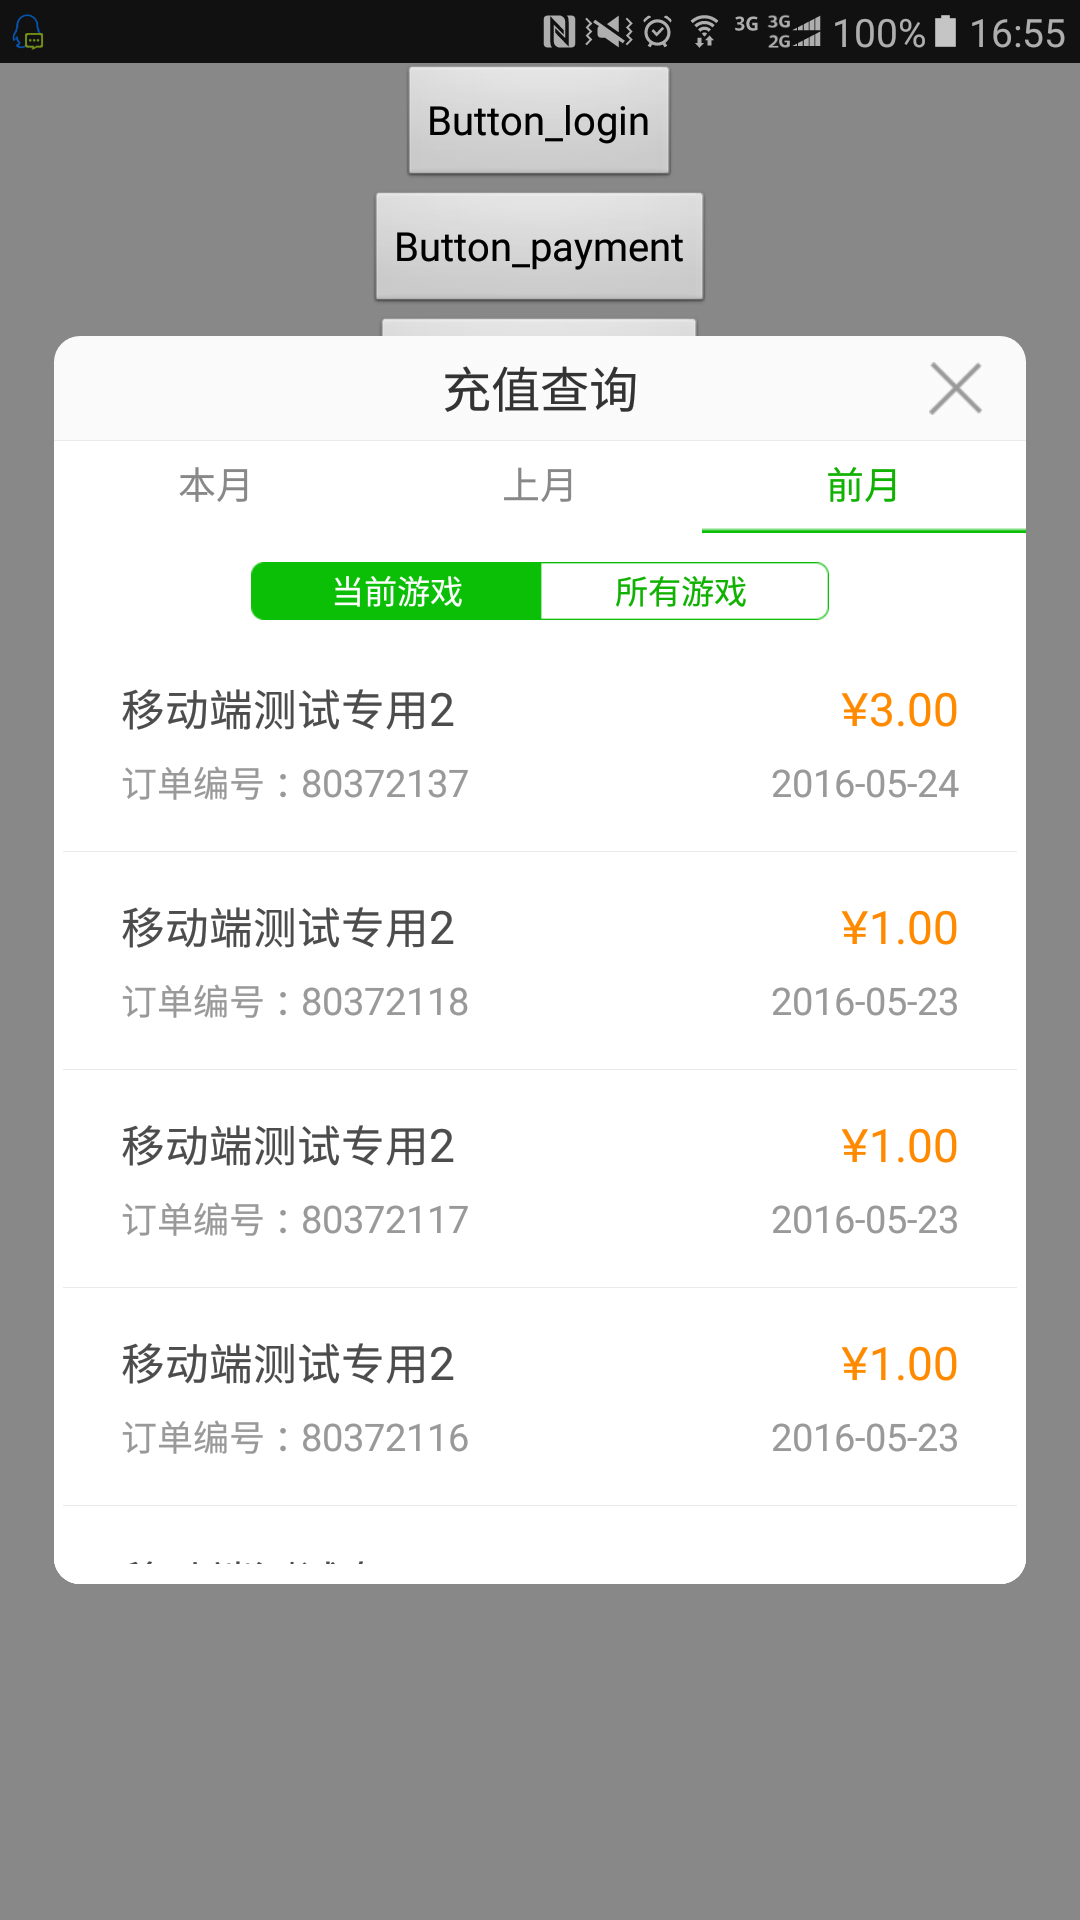 3G 3G 2G 100% 16:55
Button_login
Button_payment
充值查询
本月 上月 前月
当前游戏 所有游戏
移动端测试专用2 ¥3.00
订单编号：80372137 2016-05-24
移动端测试专用2 ¥1.00
订单编号：80372118 2016-05-23
移动端测试专用2 ¥1.00
订单编号：80372117 2016-05-23
移动端测试专用2 ¥1.00
订单编号：80372116 2016-05-23